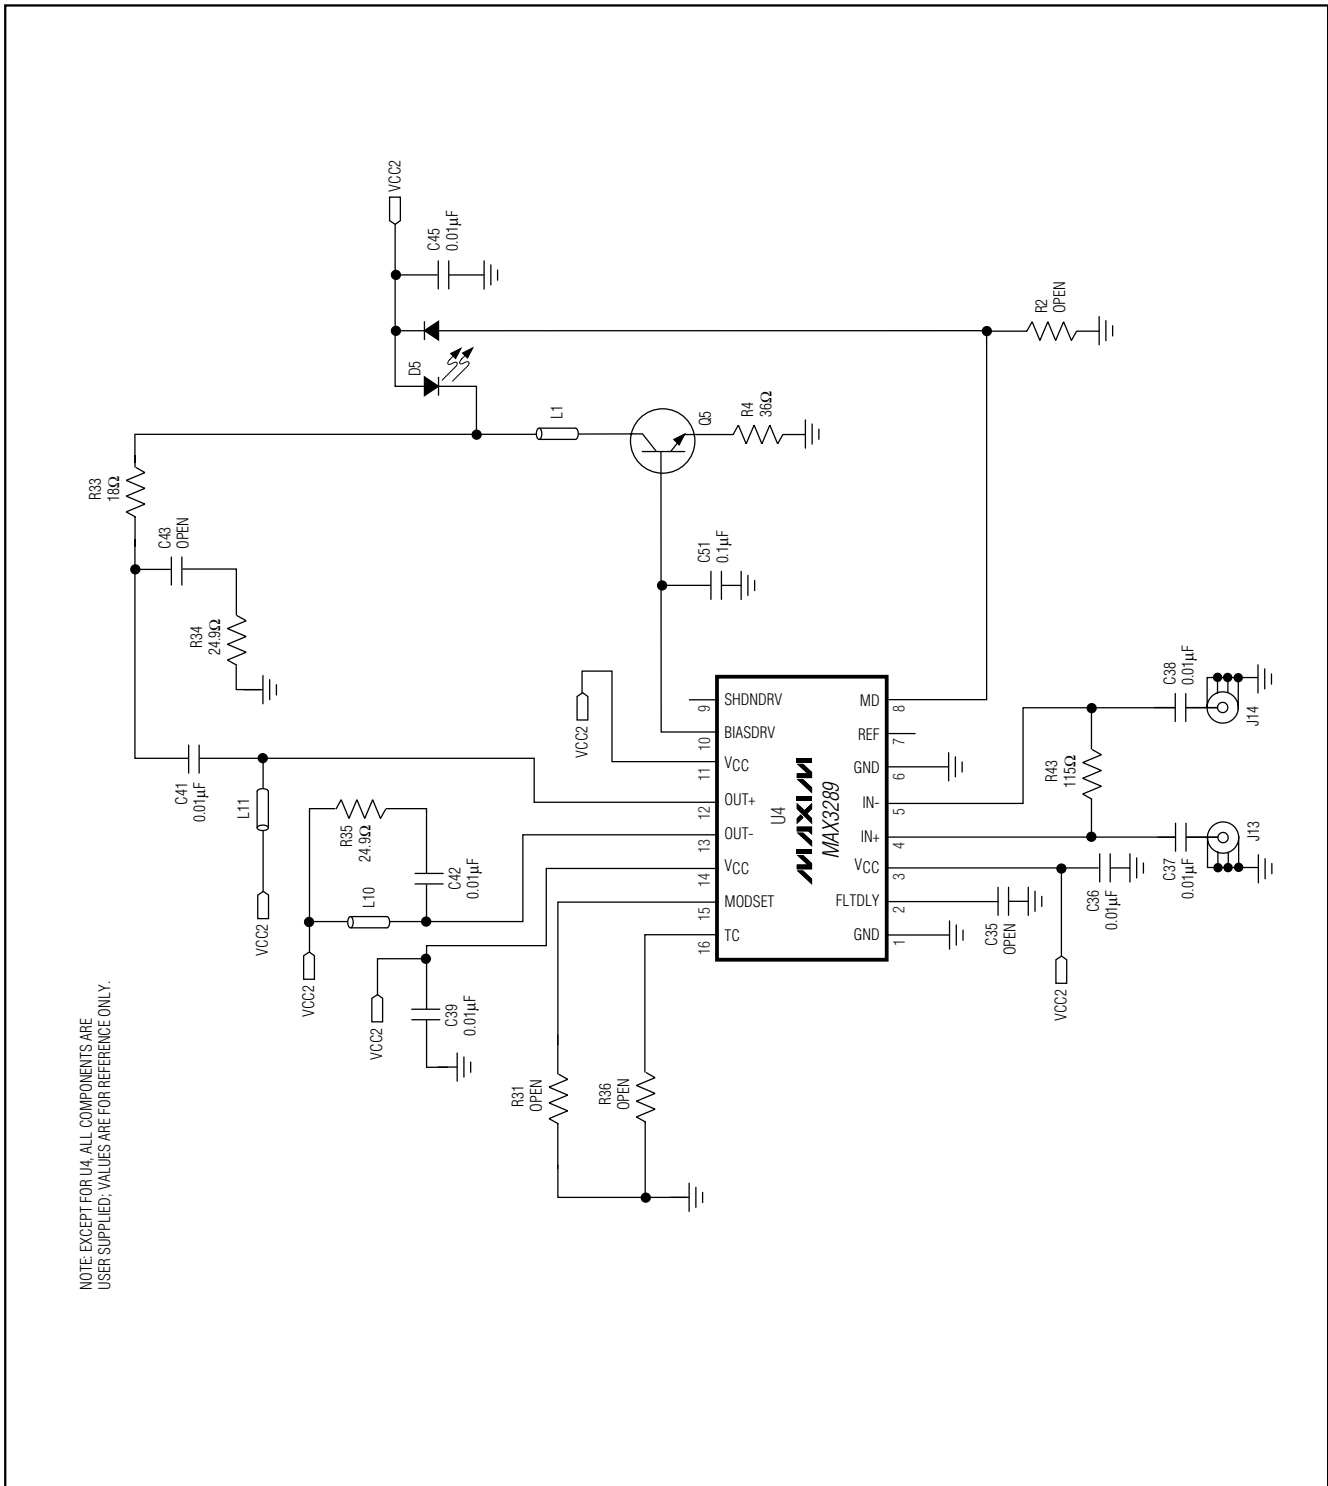 VCC2
C45
0.01µF
D5
R2
OPEN
L1
Q5
R4
36Ω
R33
18Ω
C43
OPEN
R34
24.9Ω
C51
0.1µF
VCC2
C41
0.01µF
L11
VCC2
R35
24.9Ω
C42
0.01µF
L10
VCC2
VCC2
C39
0.01µF
R31
OPEN
R36
OPEN
9 SHDNDRV
10 BIASDRV
11 VCC
12 OUT+
13 OUT-
14 VCC
15 MODSET
16 TC
U4
MAXIM
MAX3289
MD 8
REF 7
GND 6
IN- 5
IN+ 4
VCC 3
FLTDLY 2
GND 1
C38
0.01µF
J14
R43
115Ω
C37
0.01µF
J13
C36
0.01µF
C35
OPEN
VCC2
NOTE: EXCEPT FOR U4, ALL COMPONENTS ARE
USER SUPPLIED; VALUES ARE FOR REFERENCE ONLY.